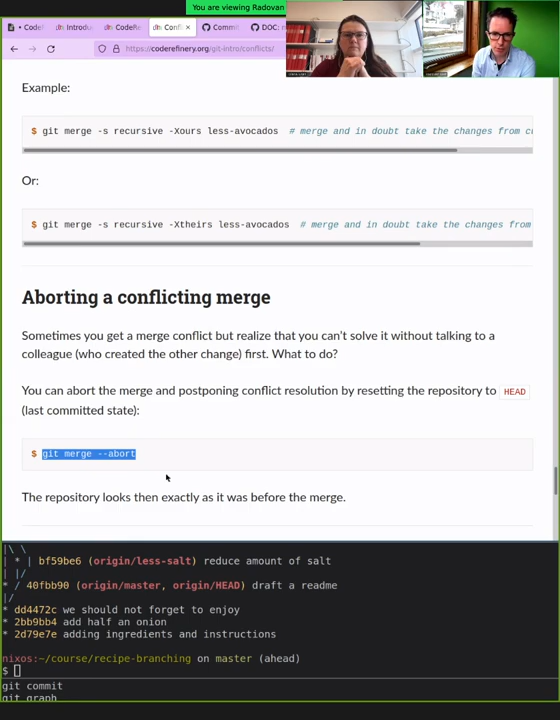 You are viewing Radovan
CodeR
Introdu
CodeRe
Confl
Commit
DOC:
https://coderefinery.org/git-intro/conflicts/
Example:
$ git merge -s recursive -Xours less-avocados # merge and in doubt take the changes from c
Or:
$ git merge -s recursive -Xtheirs less-avocados # merge and in doubt take the changes from
Aborting a conflicting merge
Sometimes you get a merge conflict but realize that you can't solve it without talking to a
colleague (who created the other change) first. What to do?
You can abort the merge and postponing conflict resolution by resetting the repository to HEAD
(last committed state):
$ git merge --abort
The repository looks then exactly as it was before the merge.
|\ \
| * | bf59be6 (origin/less-salt) reduce amount of salt
| |/
* / 40fbb90 (origin/master, origin/HEAD) draft a readme
|/
* dd4472c we should not forget to enjoy
* 2bb9bb4 add half an onion
* 2d79e7e adding ingredients and instructions
nixos:~/course/recipe-branching on master (ahead)
$
git commit
git graph